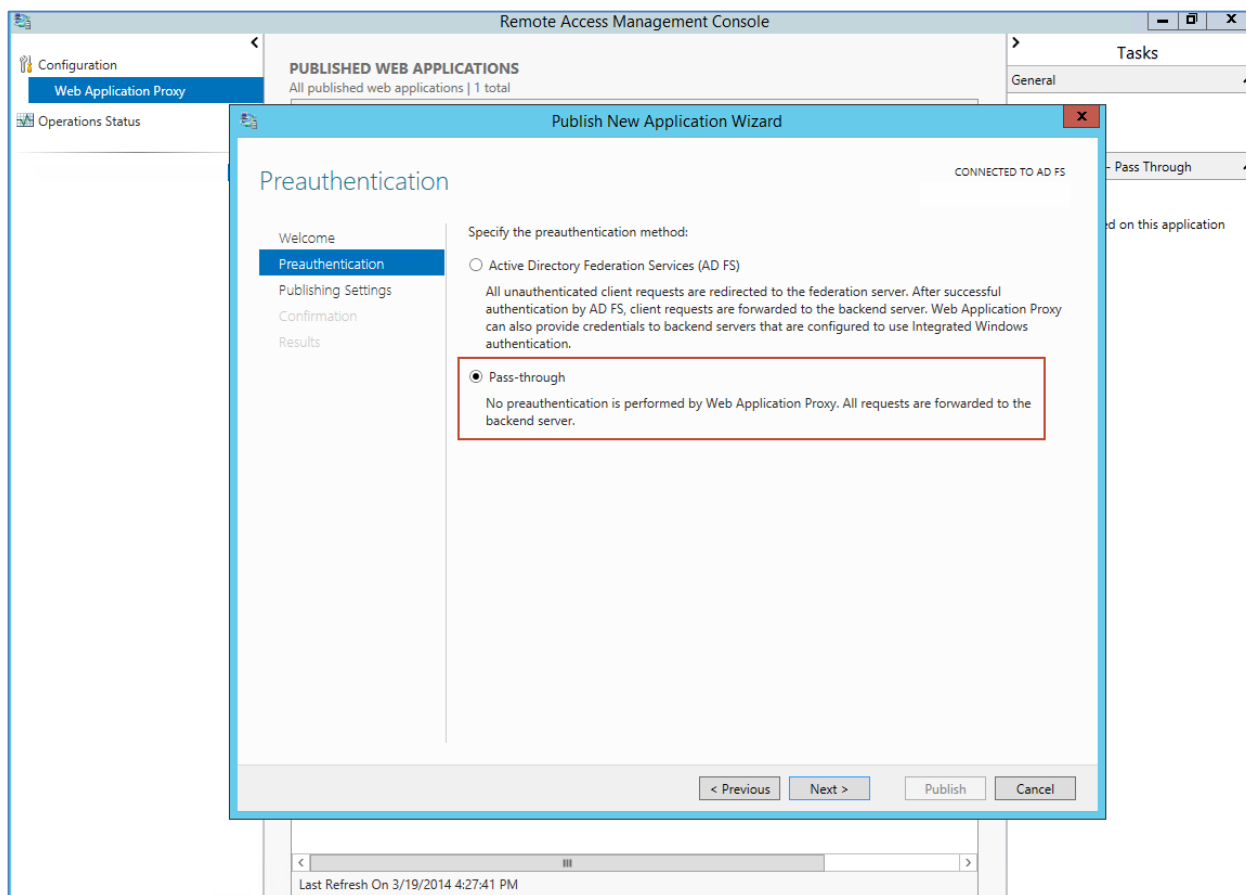 Remote Access Management Console
Configuration
Web Application Proxy
Operations Status
PUBLISHED WEB APPLICATIONS
All published web applications | 1 total
Tasks
General
- Pass Through
ed on this application
Publish New Application Wizard
Preauthentication
CONNECTED TO AD FS
Welcome
Preauthentication
Publishing Settings
Confirmation
Results
Specify the preauthentication method:
Active Directory Federation Services (AD FS)
All unauthenticated client requests are redirected to the federation server. After successful
authentication by AD FS, client requests are forwarded to the backend server. Web Application Proxy
can also provide credentials to backend servers that are configured to use Integrated Windows
authentication.
Pass-through
No preauthentication is performed by Web Application Proxy. All requests are forwarded to the
backend server.
< Previous
Next >
Publish
Cancel
Last Refresh On 3/19/2014 4:27:41 PM